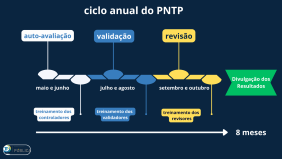 ciclo anual do PNTP
auto-avaliação
validação
revisão
maio e junho
julho e agosto
setembro e outubro
Divulgação dos
Resultados
treinamento dos
controladores
treinamento dos
validadores
treinamento dos
revisores
8 meses